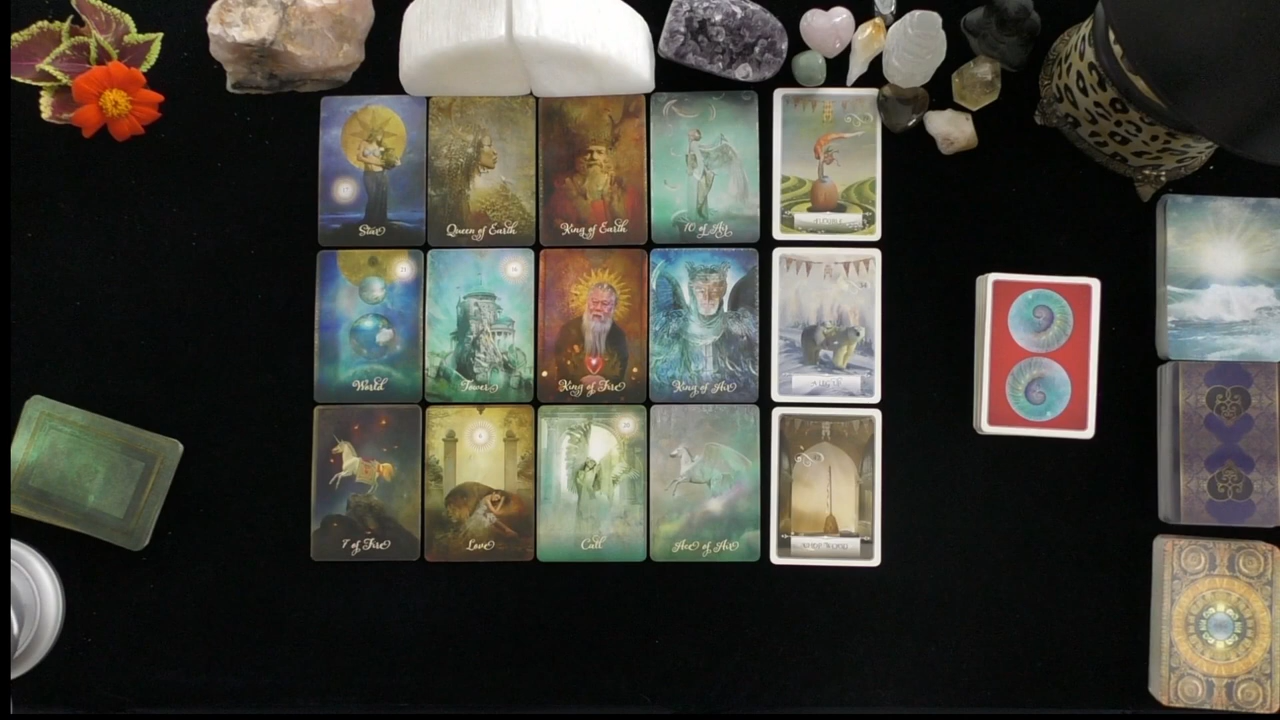 Star
Queen of Earth
King of Earth
10 of Air
World
Tower
King of Fire
King of Air
7 of Fire
Love
Call
Ace of Air